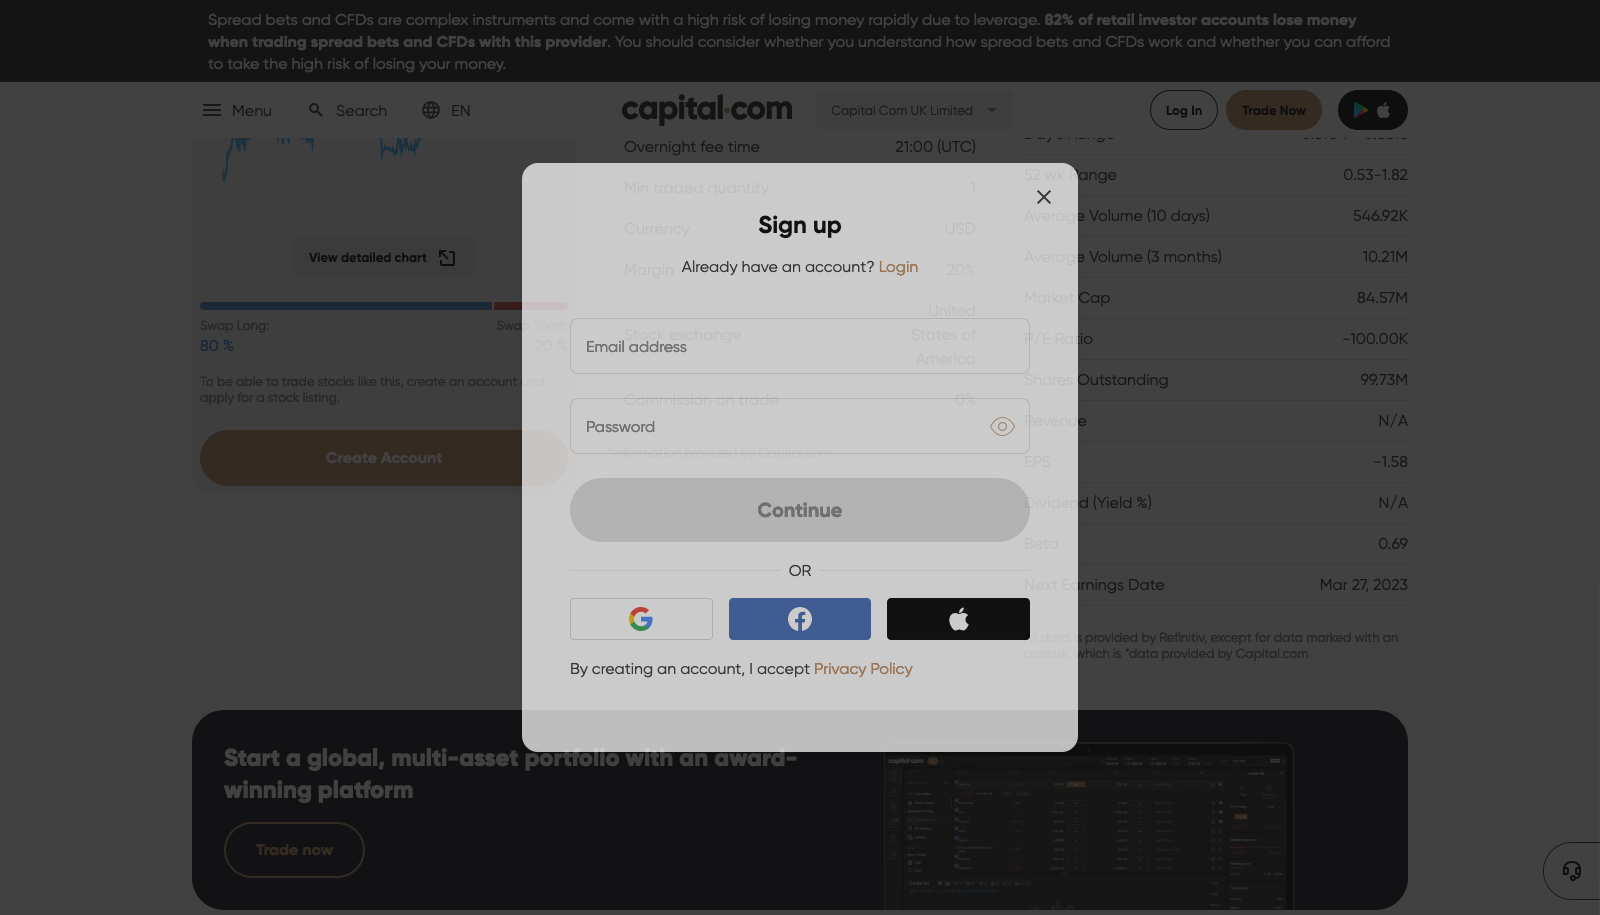 Spread bets and CFDs are complex instruments and come with a high risk of losing money rapidly due to leverage. 82% of retail investor accounts lose money
when trading spread bets and CFDs with this provider. You should consider whether you understand how spread bets and CFDs work and whether you can afford
to take the high risk of losing your money.
Menu
Search
EN
capital.com
Capital Com UK Limited
Log In
Trade Now
View detailed chart
Swap Long:
Swap Short:
80 %
20 %
To be able to trade stocks like this, create an account and
apply for a stock listing.
Create Account
Overnight fee time 21:00 (UTC)
Min traded quantity 1
Currency USD
Margin 20%
Stock exchange United
States of
America
Commission on trade 0%
*Information provided by Capital.com
52 wk Range 0.53-1.82
Average Volume (10 days) 546.92K
Average Volume (3 months) 10.21M
Market Cap 84.57M
P/E Ratio -100.00K
Shares Outstanding 99.73M
Revenue N/A
EPS -1.58
Dividend (Yield %) N/A
Beta 0.69
Next Earnings Date Mar 27, 2023
All data is provided by Refinitiv, except for data marked with an
asterisk, which is *data provided by Capital.com
Sign up
Already have an account? Login
Email address
Password
Continue
OR
By creating an account, I accept Privacy Policy
Start a global, multi-asset portfolio with an award-
winning platform
Trade now
capital.com